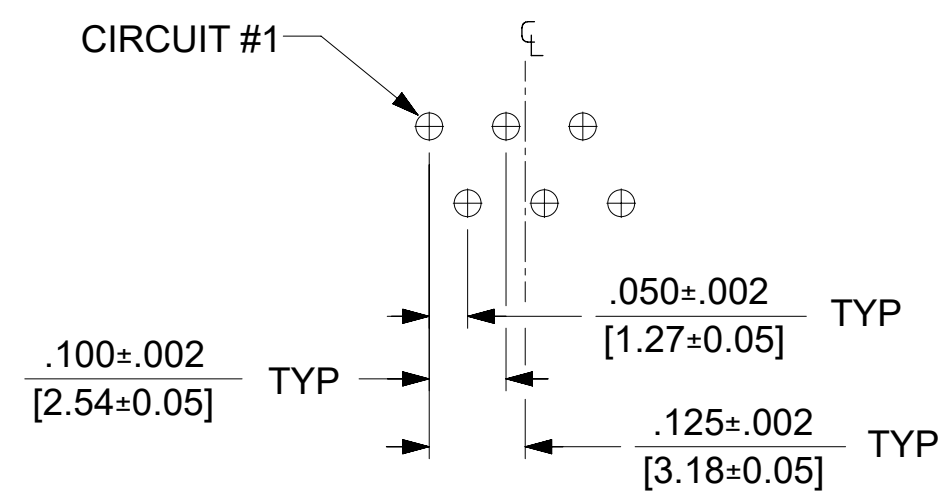 CIRCUIT #1
℄
.050±.002
[1.27±0.05] TYP
.100±.002
[2.54±0.05] TYP
.125±.002
[3.18±0.05] TYP